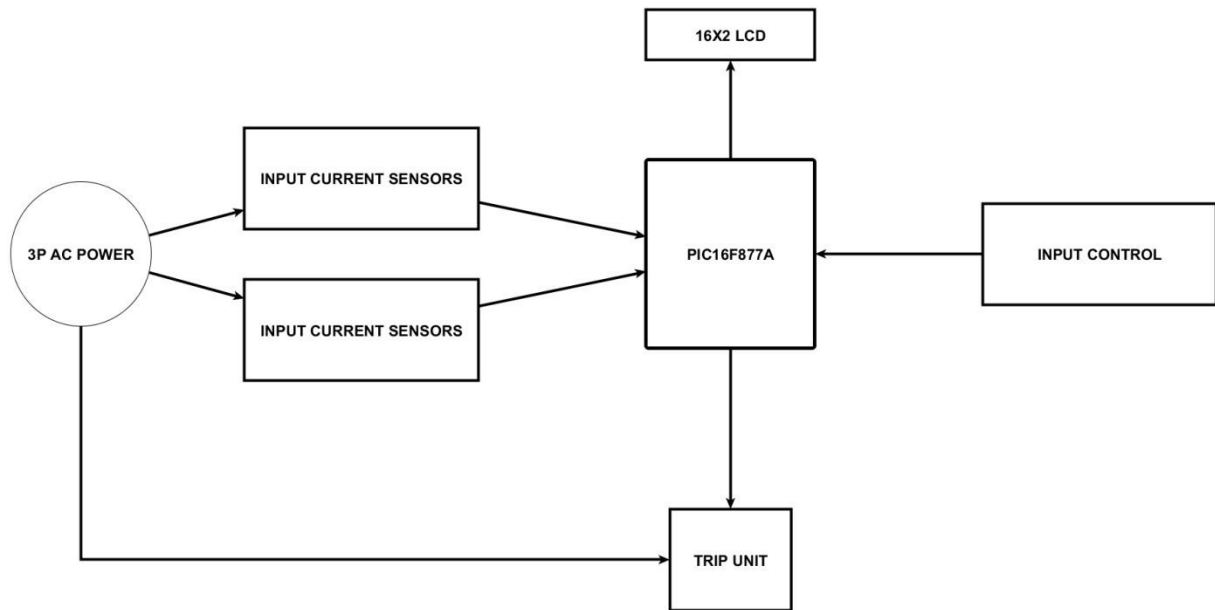 16X2 LCD
INPUT CURRENT SENSORS
3P AC POWER
PIC16F877A
INPUT CONTROL
INPUT CURRENT SENSORS
TRIP UNIT